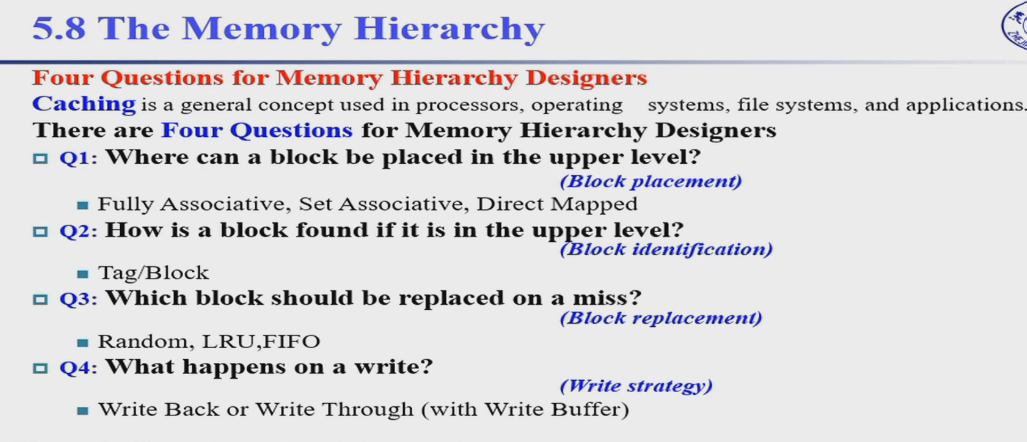 5.8 The Memory Hierarchy
Four Questions for Memory Hierarchy Designers
Caching is a general concept used in processors, operating systems, file systems, and applications.
There are Four Questions for Memory Hierarchy Designers
Q1: Where can a block be placed in the upper level?
(Block placement)
Fully Associative, Set Associative, Direct Mapped
Q2: How is a block found if it is in the upper level?
(Block identification)
Tag/Block
Q3: Which block should be replaced on a miss?
(Block replacement)
Random, LRU,FIFO
Q4: What happens on a write?
(Write strategy)
Write Back or Write Through (with Write Buffer)